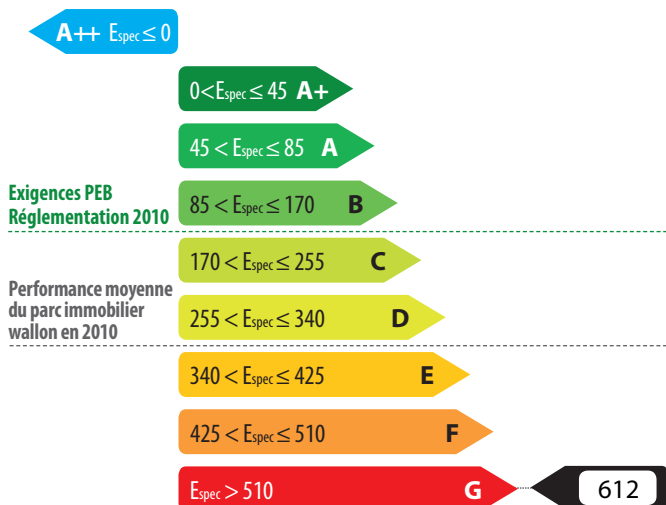 A++ Espec ≤ 0
0<Espec ≤ 45 A+
45 < Espec ≤ 85 A
Exigences PEB
Réglementation 2010
85 < Espec ≤ 170 B
170 < Espec ≤ 255 C
Performance moyenne
du parc immobilier
wallon en 2010
255 < Espec ≤ 340 D
340 < Espec ≤ 425 E
425 < Espec ≤ 510 F
Espec > 510 G 612